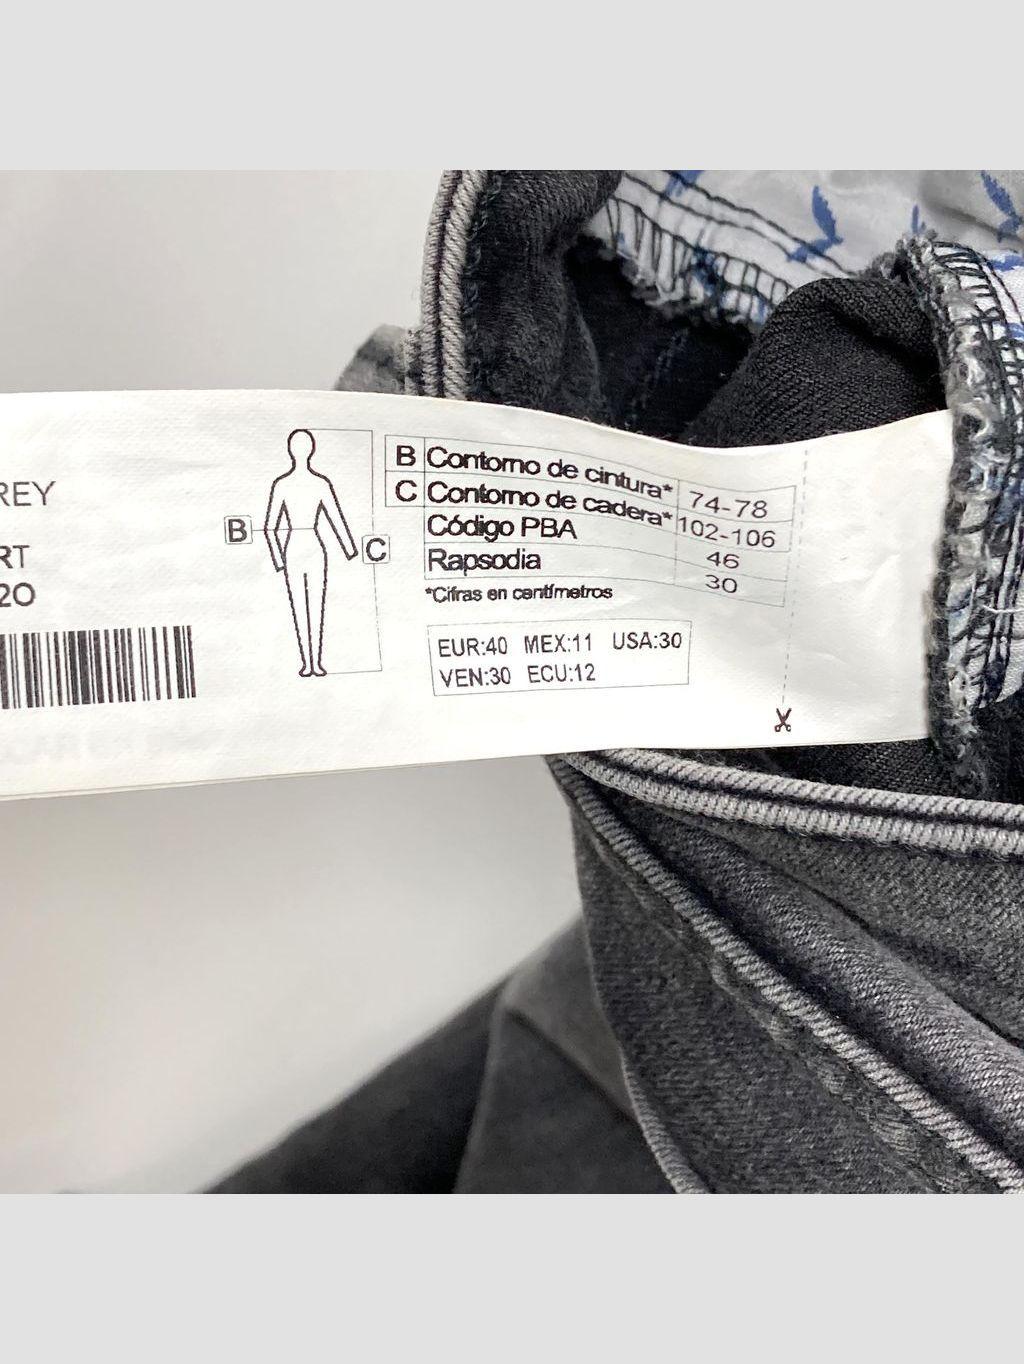 REY
RT
20
B Contorno de cintura* 74-78
C Contorno de cadera* 102-106
Código PBA 46
Rapsodia 30
*Cifras en centímetros
B
C
EUR:40 MEX:11 USA:30
VEN:30 ECU:12